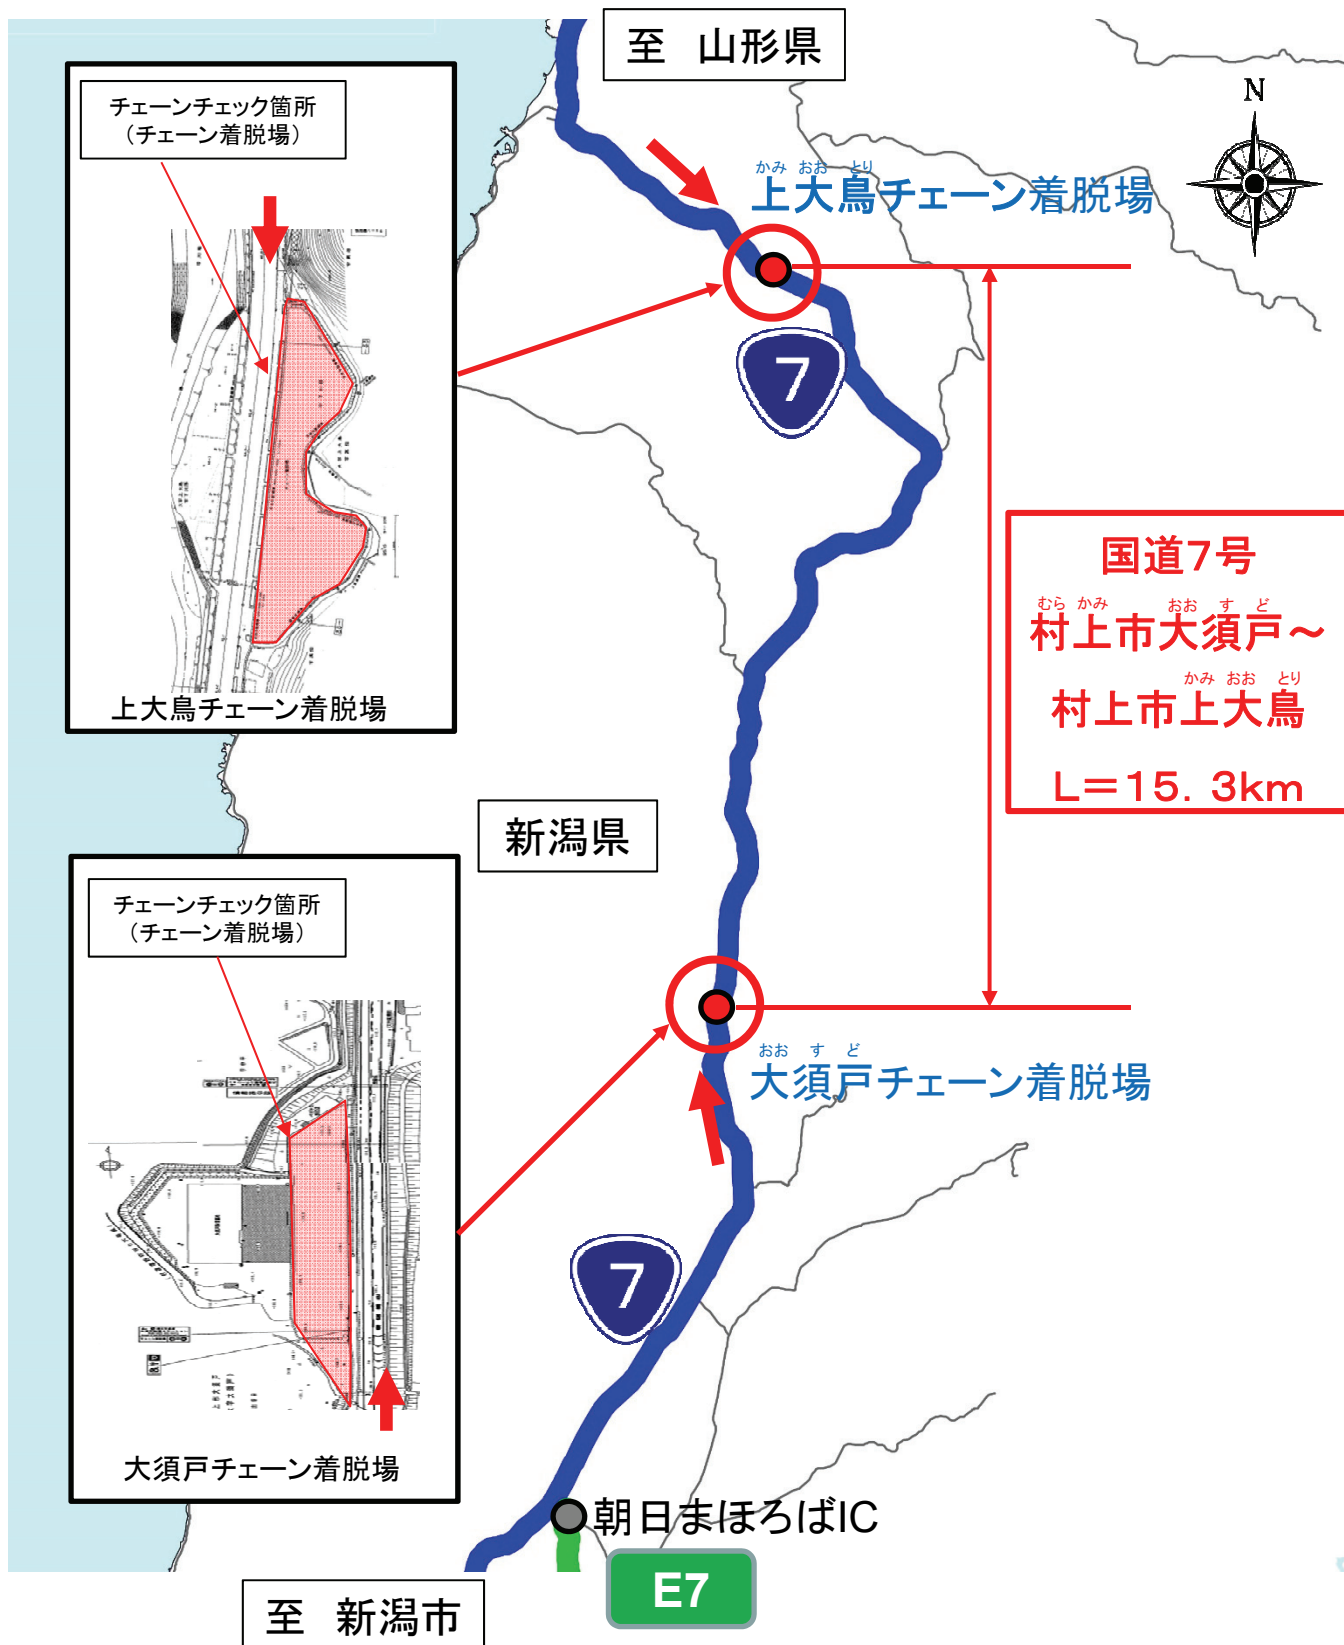 至　山形県
チェーンチェック箇所
（チェーン着脱場）
N
かみ おお とり
上大鳥チェーン着脱場
7
上大鳥チェーン着脱場
国道7号
むら かみ おお す ど
村上市大須戸～
かみ おお とり
村上市上大鳥
L＝15．3km
新潟県
チェーンチェック箇所
（チェーン着脱場）
おお す ど
大須戸チェーン着脱場
7
大須戸チェーン着脱場
朝日まほろばIC
E7
至　新潟市